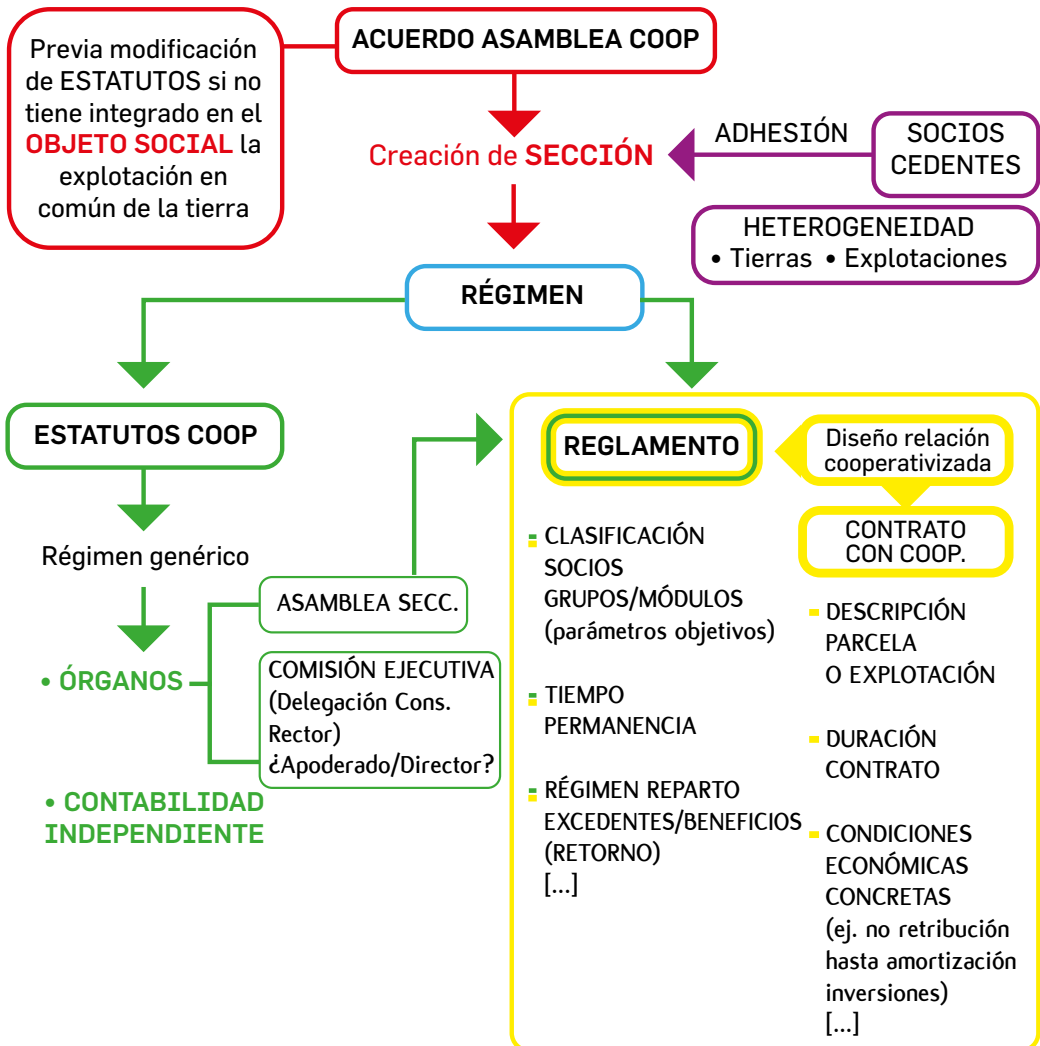 Previa modificación
de ESTATUTOS si no
tiene integrado en el
OBJETO SOCIAL la
explotación en
común de la tierra
ACUERDO ASAMBLEA COOP
Creación de SECCIÓN
ADHESIÓN
SOCIOS
CEDENTES
HETEROGENEIDAD
• Tierras • Explotaciones
RÉGIMEN
ESTATUTOS COOP
Régimen genérico
• ÓRGANOS
ASAMBLEA SECC.
COMISIÓN EJECUTIVA
(Delegación Cons.
Rector)
¿Apoderado/Director?
• CONTABILIDAD
INDEPENDIENTE
REGLAMENTO
Diseño relación
cooperativizada
CONTRATO
CON COOP.
- CLASIFICACIÓN
SOCIOS
GRUPOS/MÓDULOS
(parámetros objetivos)
- TIEMPO
PERMANENCIA
- RÉGIMEN REPARTO
EXCEDENTES/BENEFICIOS
(RETORNO)
[...]
- DESCRIPCIÓN
PARCELA
O EXPLOTACIÓN
- DURACIÓN
CONTRATO
- CONDICIONES
ECONÓMICAS
CONCRETAS
(ej. no retribución
hasta amortización
inversiones)
[...]